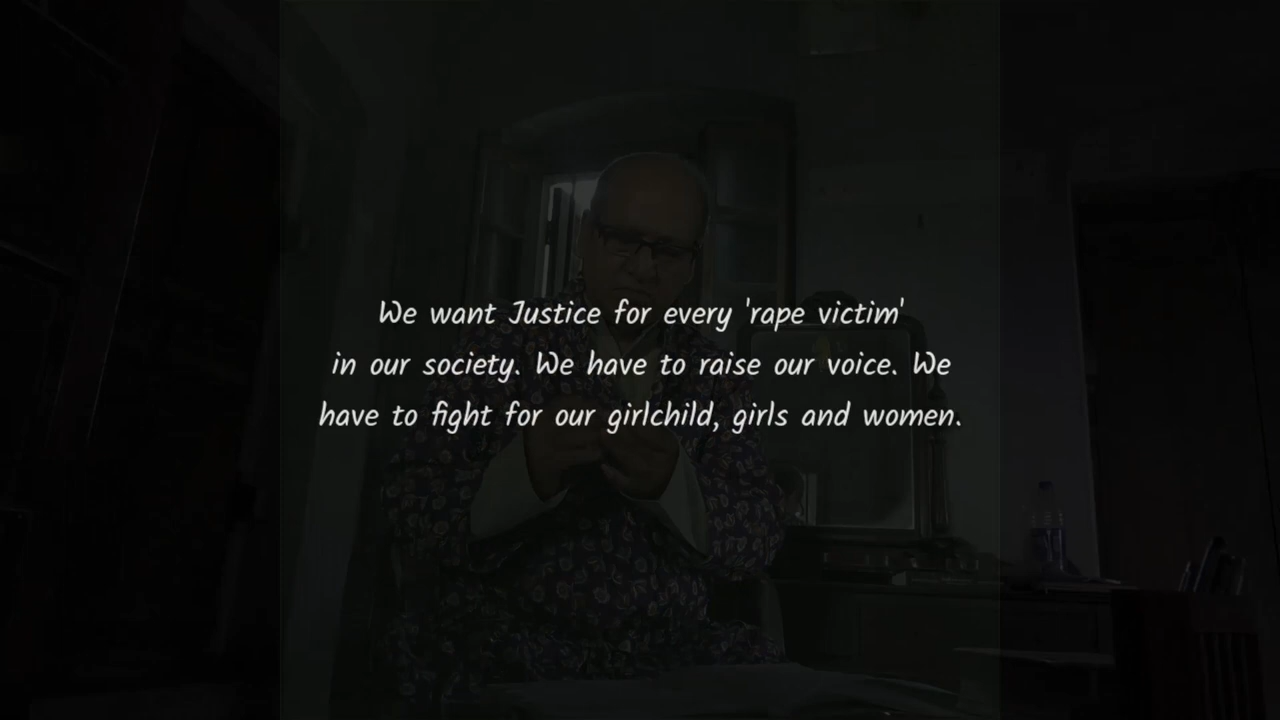 We want Justice for every 'rape victim'
in our society. We have to raise our voice. We
have to fight for our girlchild, girls and women.